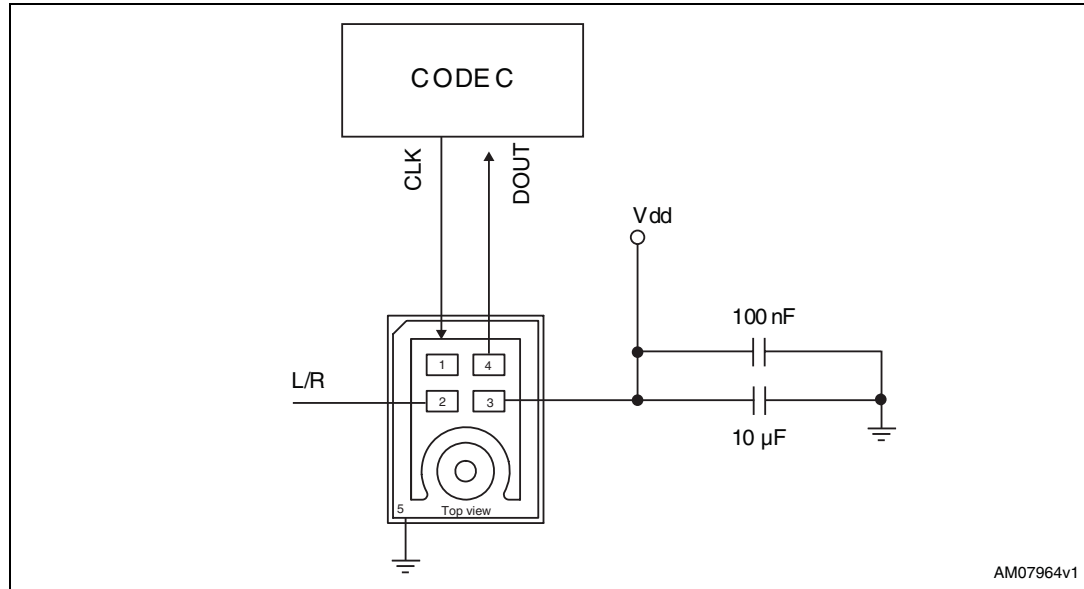 CODEC
CLK
DOUT
Vdd
100 nF
L/R
1
4
2
3
10 µF
5
Top view
AM07964v1